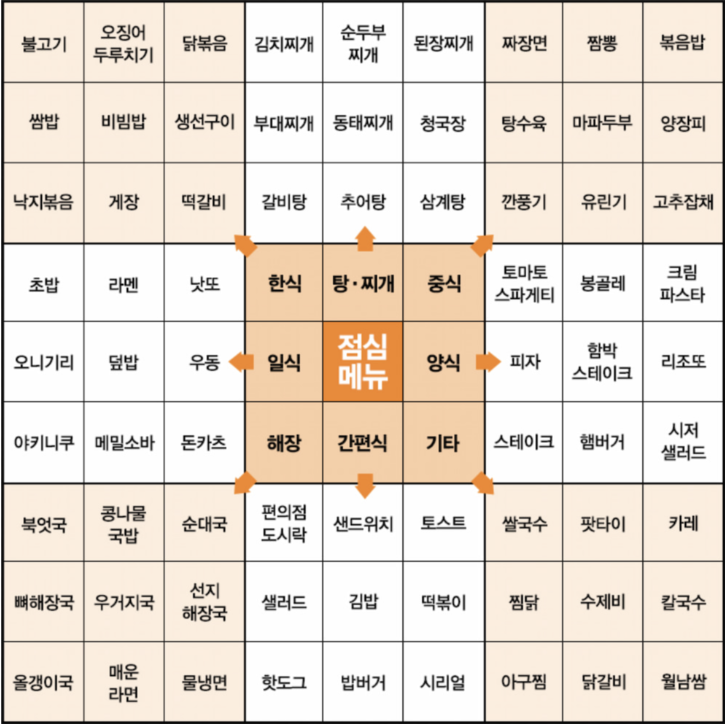 불고기 오징어 두루치기 닭볶음 김치찌개 순두부 찌개 된장찌개 짜장면 짬뽕 볶음밥
쌈밥 비빔밥 생선구이 부대찌개 동태찌개 청국장 탕수육 마파두부 양장피
낙지볶음 게장 떡갈비 갈비탕 추어탕 삼계탕 깐풍기 유린기 고추잡채
초밥 라멘 낫또 한식 탕·찌개 중식 토마토 스파게티 봉골레 크림 파스타
오니기리 덮밥 우동 일식 점심 메뉴 양식 피자 함박 스테이크 리조또
야키니쿠 메밀소바 돈카츠 해장 간편식 기타 스테이크 햄버거 시저 샐러드
북엇국 콩나물 국밥 순대국 편의점 도시락 샌드위치 토스트 쌀국수 팟타이 카레
뼈해장국 우거지국 선지 해장국 샐러드 김밥 떡볶이 찜닭 수제비 칼국수
올갱이국 매운 라면 물냉면 핫도그 밥버거 시리얼 아구찜 닭갈비 월남쌈